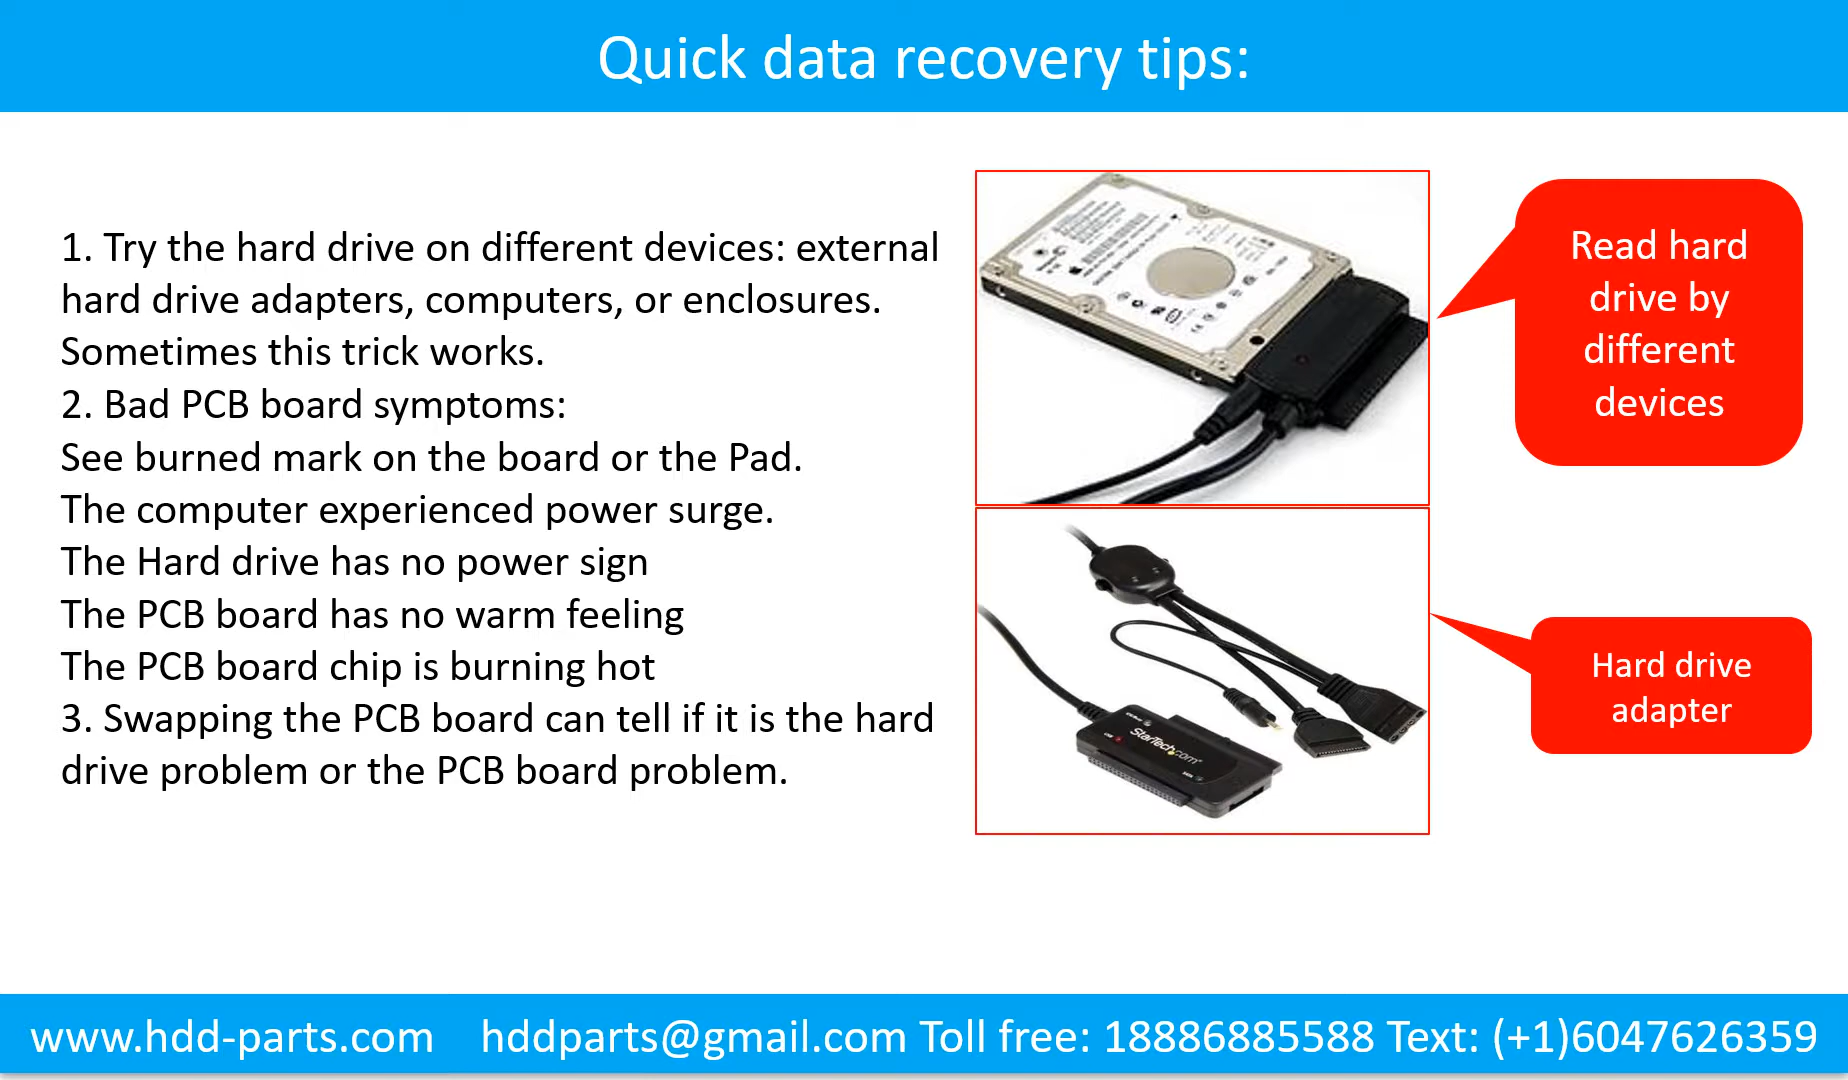 Quick data recovery tips:
1. Try the hard drive on different devices: external
hard drive adapters, computers, or enclosures.
Sometimes this trick works.
2. Bad PCB board symptoms:
See burned mark on the board or the Pad.
The computer experienced power surge.
The Hard drive has no power sign
The PCB board has no warm feeling
The PCB board chip is burning hot
3. Swapping the PCB board can tell if it is the hard
drive problem or the PCB board problem.
Read hard
drive by
different
devices
StarTech.com
Hard drive
adapter
www.hdd-parts.com hddparts@gmail.com Toll free: 18886885588 Text: (+1)6047626359